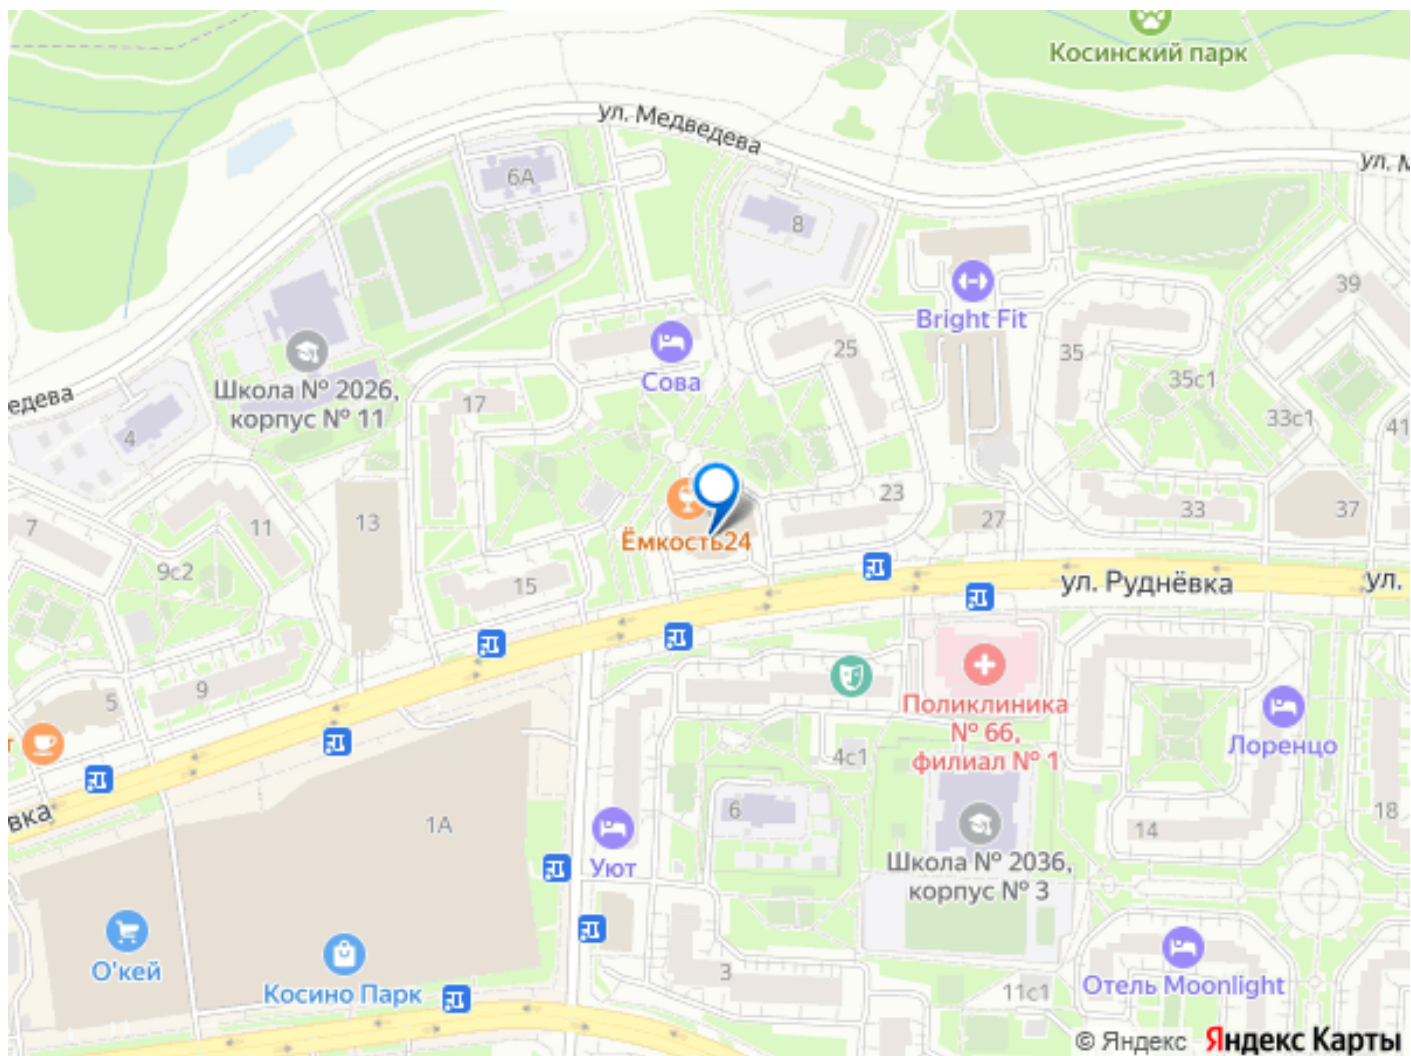 Косинский парк
ул. Медведева
ул. М
6А
8
39
Bright Fit
25
35
Сова
35с1
Школа № 2026,
корпус № 11
17
едева
33с1
41
4
23
33
37
27
13
11
7
Ёмкость24
9с2
15
ул. Руднёвка
ул.
5
9
Поликлиника
№ 66,
филиал № 1
т
Лоренцо
4с1
вка
1А
6
18
14
Уют
Школа № 2036,
корпус № 3
О'кей
Косино Парк
3
11с1
Отель Moonlight
© Яндекс Яндекс Карты